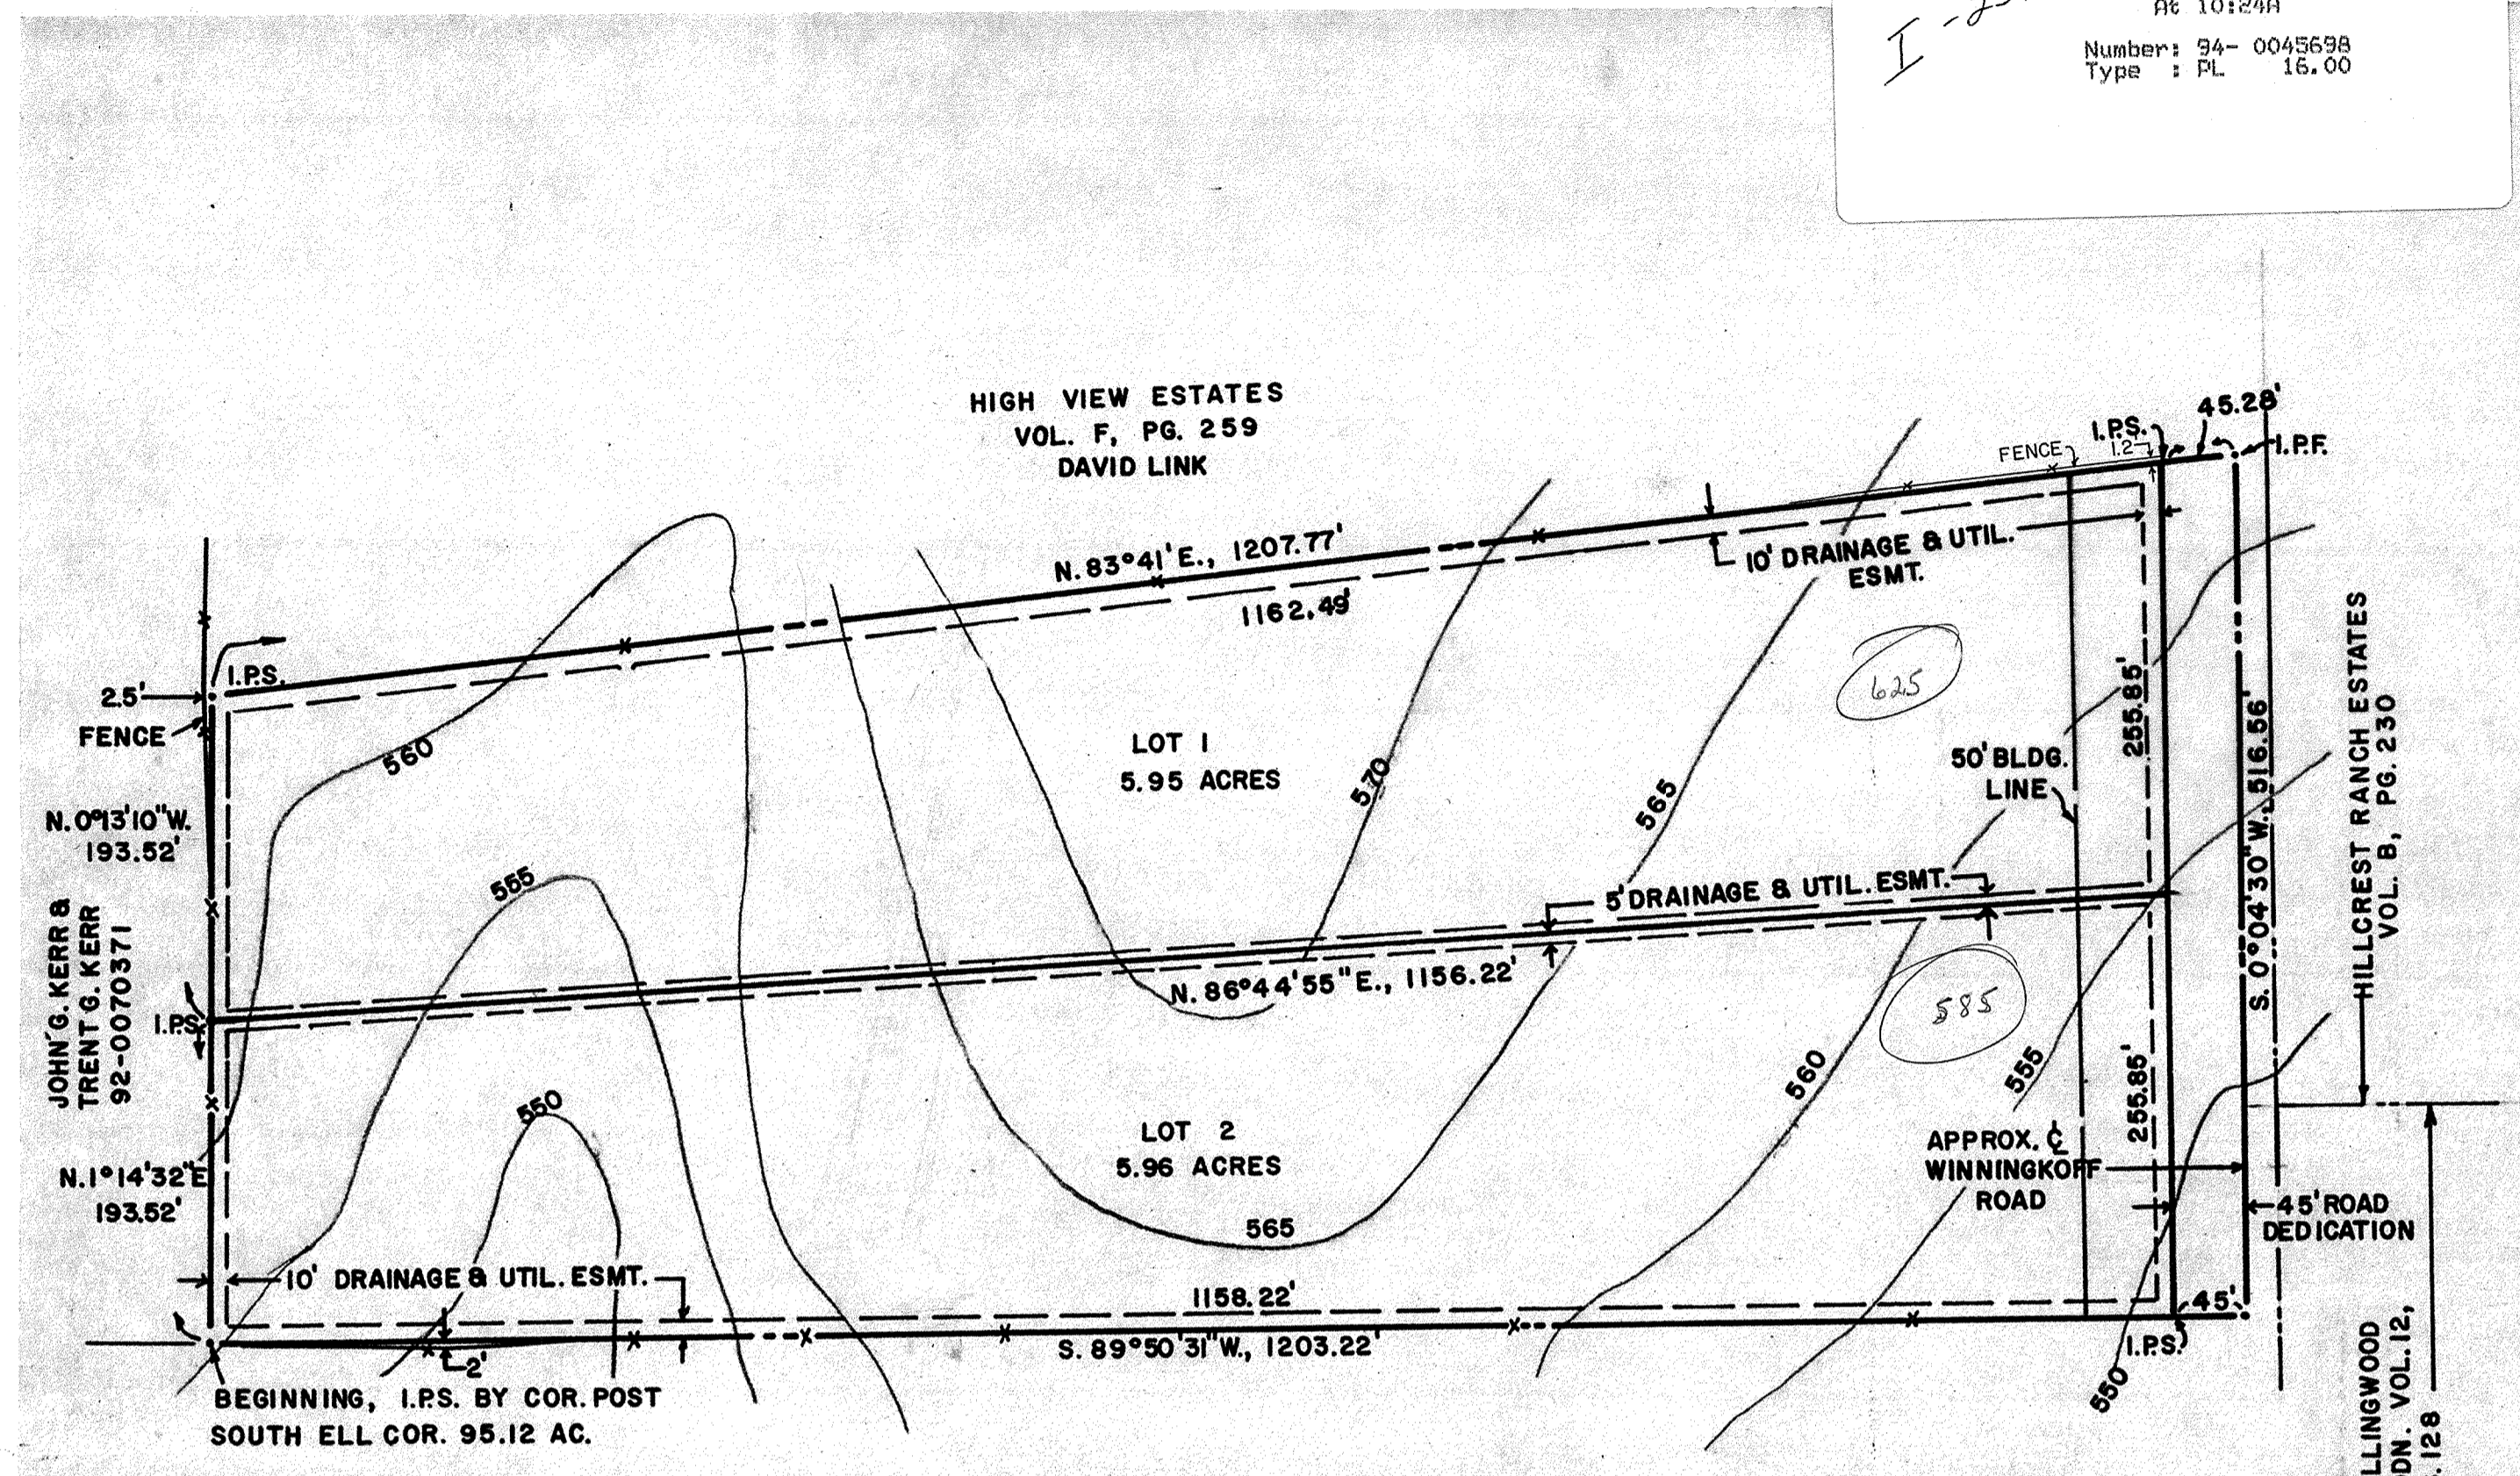 I
At 10:24A
Number: 94- 0045698
Type : PL 16.00
HIGH VIEW ESTATES
VOL. F, PG. 259
DAVID LINK
45.28'
I.P.S.
I.P.F.
FENCE
1.2
N. 83°41' E., 1207.77'
1162.49'
10' DRAINAGE & UTIL.
ESMT.
I.P.S.
2.5'
FENCE
560
625
LOT 1
5.95 ACRES
570
565
255.85'
50' BLDG.
LINE
S. 0°04'30" W. 516.56'
HILLCREST RANCH ESTATES
VOL. B, PG. 230
N. 0°13'10" W.
193.52'
JOHN G. KERR &
TRENT G. KERR
92-0070371
555
5' DRAINAGE & UTIL. ESMT.
N. 86°44'55" E., 1156.22'
I.P.S.
585
550
560
555
255.85'
LOT 2
5.96 ACRES
APPROX. ℄
WINNINGKOFF
ROAD
N. 1°14'32" E
193.52'
565
45' ROAD
DEDICATION
10' DRAINAGE & UTIL. ESMT.
1158.22'
45'
S. 89°50'31" W., 1203.22'
I.P.S.
2'
550
BEGINNING, I.P.S. BY COR. POST
SOUTH ELL COR. 95.12 AC.
LLINGWOOD
DN. VOL. 12,
.128